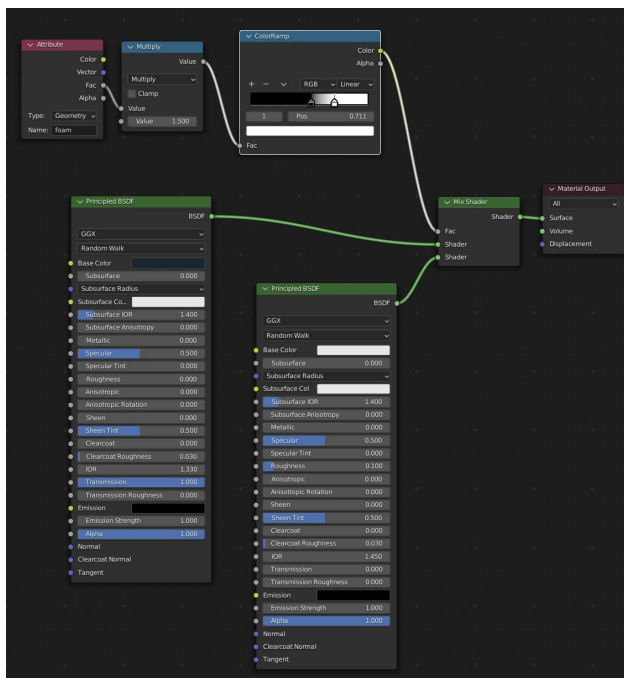 Attribute
Color
Vector
Fac
Alpha
Type: Geometry
Name: foam
Multiply
Value
Multiply
Clamp
Value
Value 1.500
ColorRamp
Color
Alpha
+ − RGB Linear
1 Pos 0.711
Fac
Principled BSDF
BSDF
GGX
Random Walk
Base Color
Subsurface 0.000
Subsurface Radius
Subsurface Co..
Subsurface IOR 1.400
Subsurface Anisotropy 0.000
Metallic 0.000
Specular 0.500
Specular Tint 0.000
Roughness 0.000
Anisotropic 0.000
Anisotropic Rotation 0.000
Sheen 0.000
Sheen Tint 0.500
Clearcoat 0.000
Clearcoat Roughness 0.030
IOR 1.330
Transmission 1.000
Transmission Roughness 0.000
Emission
Emission Strength 1.000
Alpha 1.000
Normal
Clearcoat Normal
Tangent
Principled BSDF
BSDF
GGX
Random Walk
Base Color
Subsurface 0.000
Subsurface Radius
Subsurface Col
Subsurface IOR 1.400
Subsurface Anisotropy 0.000
Metallic 0.000
Specular 0.500
Specular Tint 0.000
Roughness 0.100
Anisotropic 0.000
Anisotropic Rotation 0.000
Sheen 0.000
Sheen Tint 0.500
Clearcoat 0.000
Clearcoat Roughness 0.030
IOR 1.450
Transmission 0.000
Transmission Roughness 0.000
Emission
Emission Strength 1.000
Alpha 1.000
Normal
Clearcoat Normal
Tangent
Mix Shader
Shader
Fac
Shader
Shader
Material Output
All
Surface
Volume
Displacement